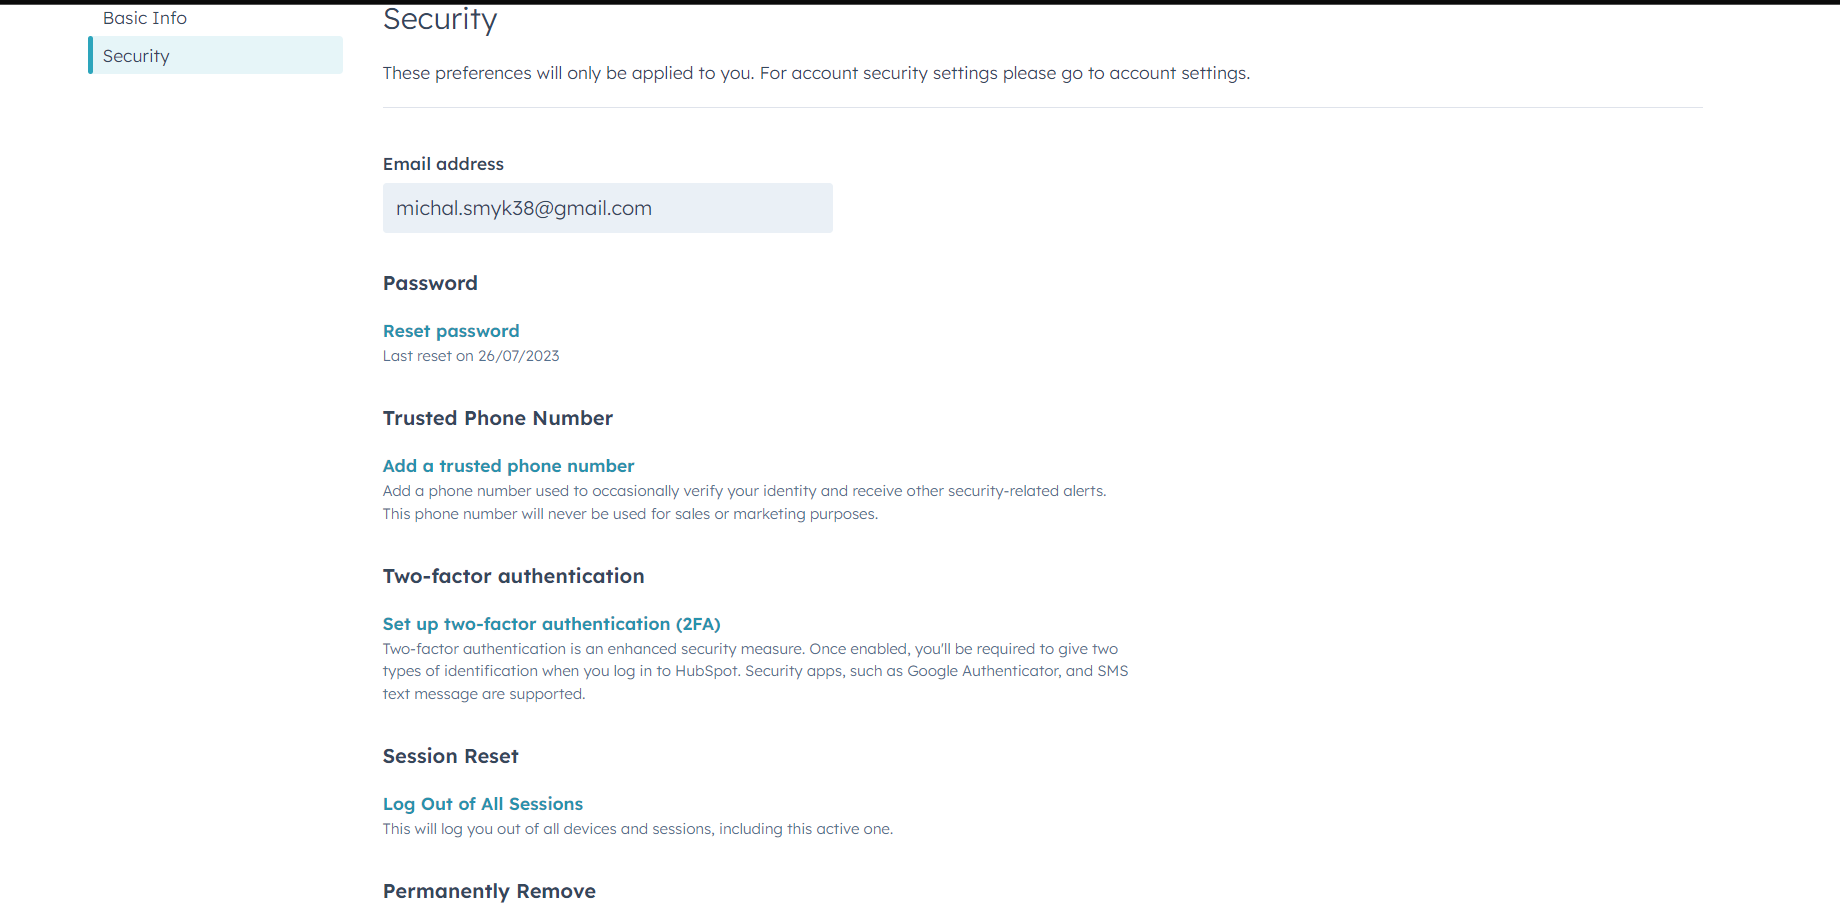 Basic Info
Security
Security
These preferences will only be applied to you. For account security settings please go to account settings.
Email address
michal.smyk38@gmail.com
Password
Reset password
Last reset on 26/07/2023
Trusted Phone Number
Add a trusted phone number
Add a phone number used to occasionally verify your identity and receive other security-related alerts.
This phone number will never be used for sales or marketing purposes.
Two-factor authentication
Set up two-factor authentication (2FA)
Two-factor authentication is an enhanced security measure. Once enabled, you'll be required to give two
types of identification when you log in to HubSpot. Security apps, such as Google Authenticator, and SMS
text message are supported.
Session Reset
Log Out of All Sessions
This will log you out of all devices and sessions, including this active one.
Permanently Remove